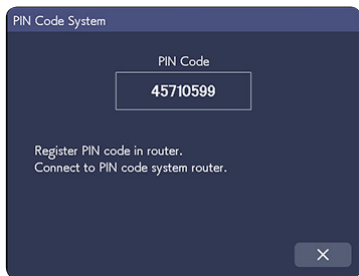 PIN Code System
PIN Code
45710599
Register PIN code in router.
Connect to PIN code system router.